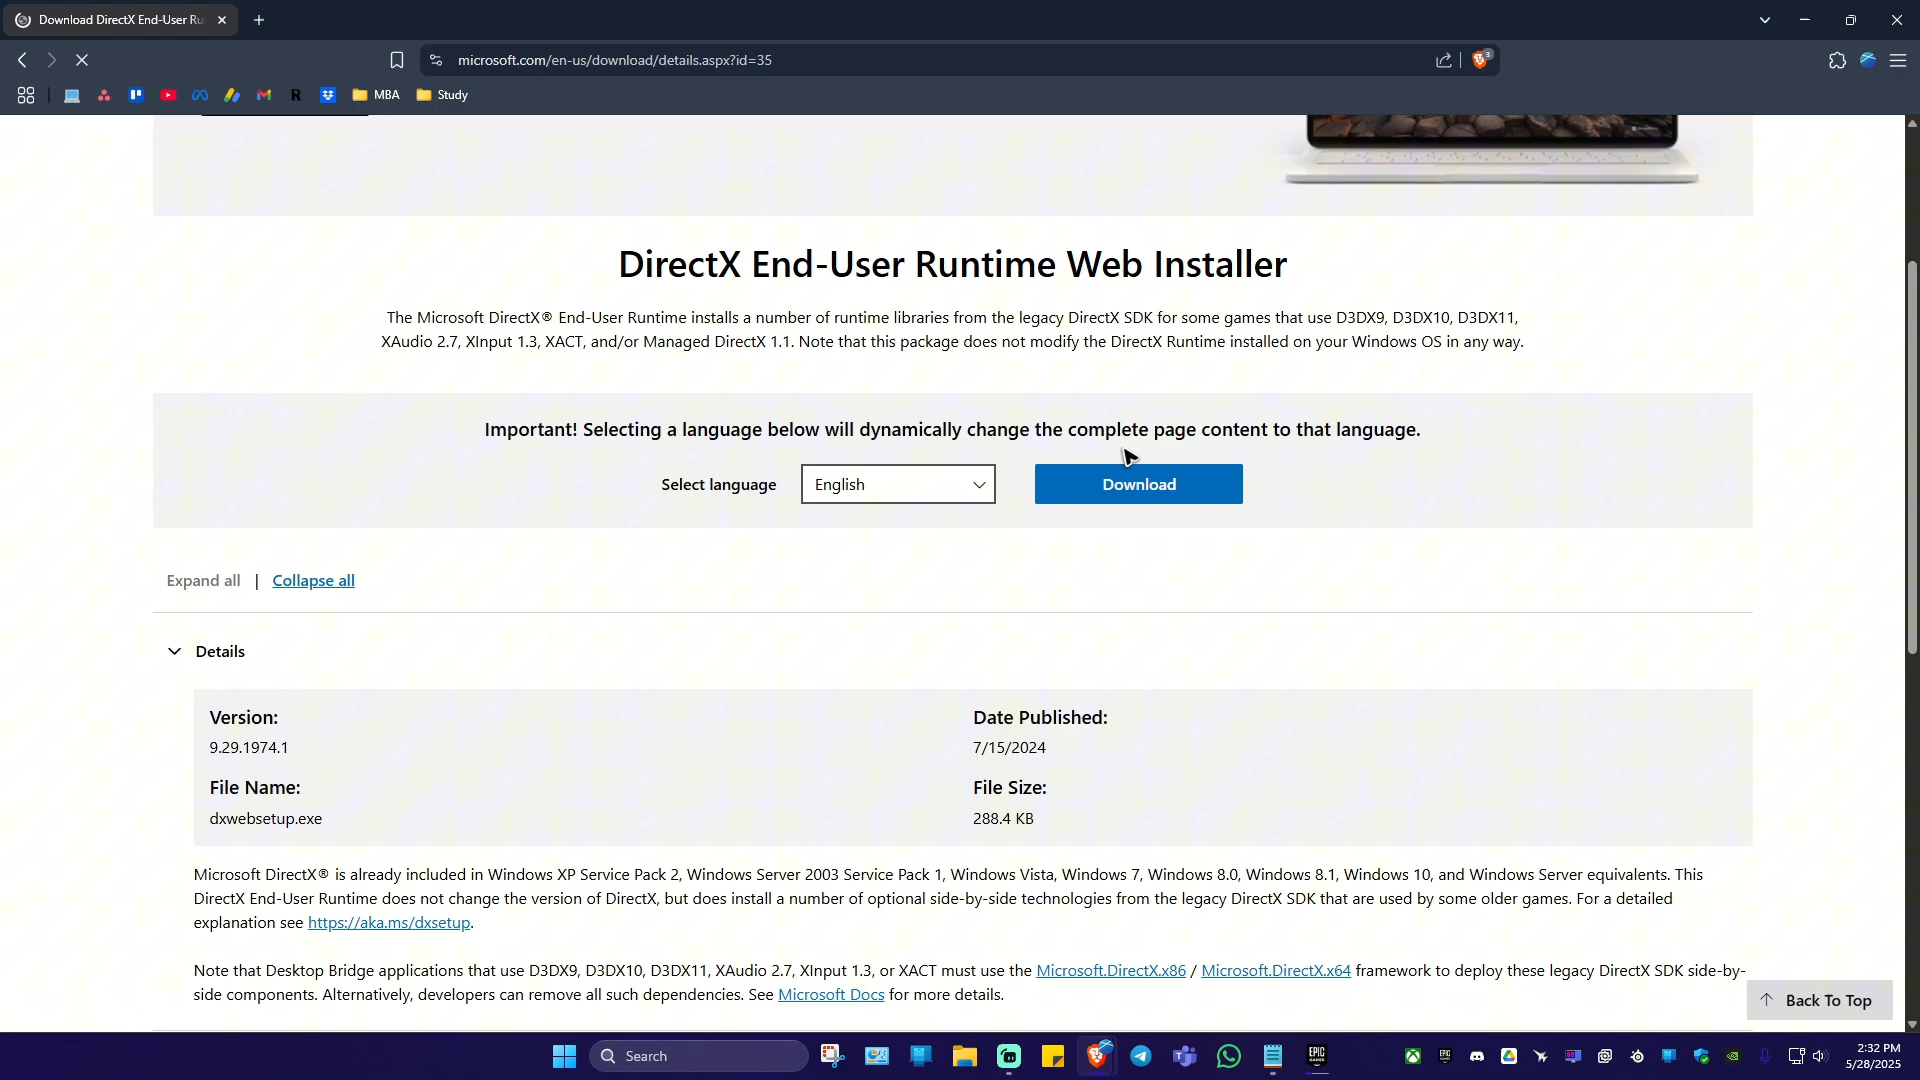 Download DirectX End-User Ru
microsoft.com/en-us/download/details.aspx?id=35
3
MBA
Study
DirectX End-User Runtime Web Installer
The Microsoft DirectX® End-User Runtime installs a number of runtime libraries from the legacy DirectX SDK for some games that use D3DX9, D3DX10, D3DX11,
XAudio 2.7, XInput 1.3, XACT, and/or Managed DirectX 1.1. Note that this package does not modify the DirectX Runtime installed on your Windows OS in any way.
Important! Selecting a language below will dynamically change the complete page content to that language.
Select language
English
Download
Expand all | Collapse all
Details
Version:
Date Published:
9.29.1974.1
7/15/2024
File Name:
File Size:
dxwebsetup.exe
288.4 KB
Microsoft DirectX® is already included in Windows XP Service Pack 2, Windows Server 2003 Service Pack 1, Windows Vista, Windows 7, Windows 8.0, Windows 8.1, Windows 10, and Windows Server equivalents. This
DirectX End-User Runtime does not change the version of DirectX, but does install a number of optional side-by-side technologies from the legacy DirectX SDK that are used by some older games. For a detailed
explanation see https://aka.ms/dxsetup.
Note that Desktop Bridge applications that use D3DX9, D3DX10, D3DX11, XAudio 2.7, XInput 1.3, or XACT must use the Microsoft.DirectX.x86 / Microsoft.DirectX.x64 framework to deploy these legacy DirectX SDK side-by-
side components. Alternatively, developers can remove all such dependencies. See Microsoft Docs for more details.
Back To Top
Search
EPIC
GAMES
2:32 PM
5/28/2025